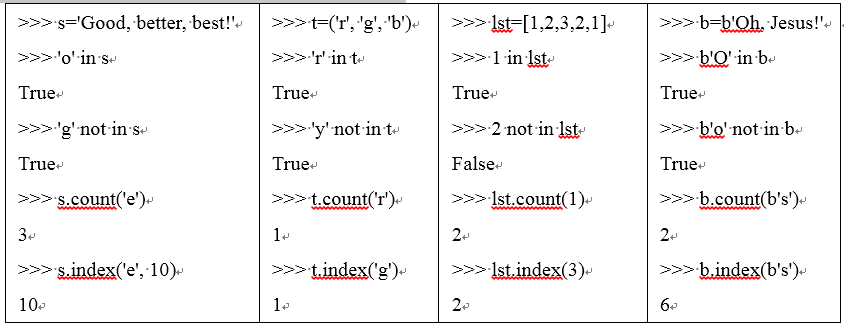 >>> s='Good, better, best!'
>>> 'o' in s
True
>>> 'g' not in s
True
>>> s.count('e')
3
>>> s.index('e', 10)
10
>>> t=('r', 'g', 'b')
>>> 'r' in t
True
>>> 'y' not in t
True
>>> t.count('r')
1
>>> t.index('g')
1
>>> lst=[1,2,3,2,1]
>>> 1 in lst
True
>>> 2 not in lst
False
>>> lst.count(1)
2
>>> lst.index(3)
2
>>> b=b'Oh, Jesus!'
>>> b'O' in b
True
>>> b'o' not in b
True
>>> b.count(b's')
2
>>> b.index(b's')
6